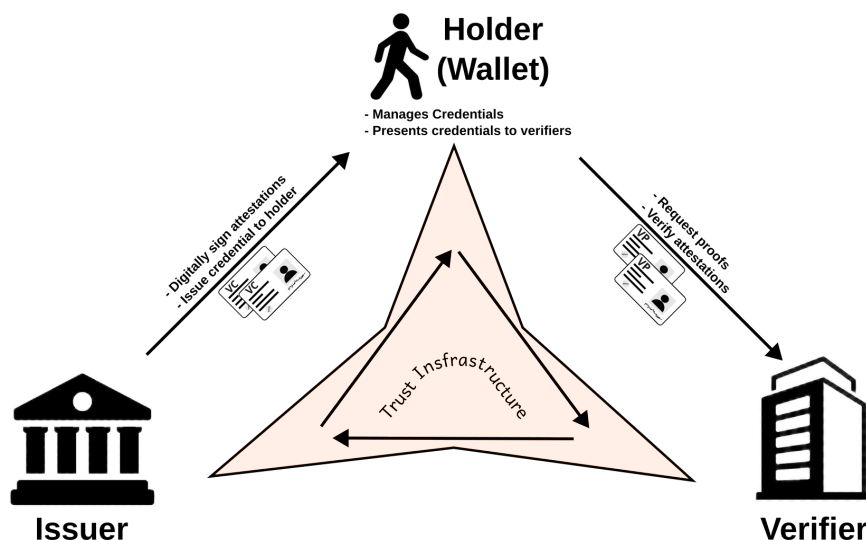 Holder
(Wallet)
- Manages Credentials
- Presents credentials to verifiers
- Digitally sign attestations
- Issue credential to holder
VC
VC
- Request proofs
- Verify attestations
VP
VP
Trust Insfrastructure
Issuer
Verifier